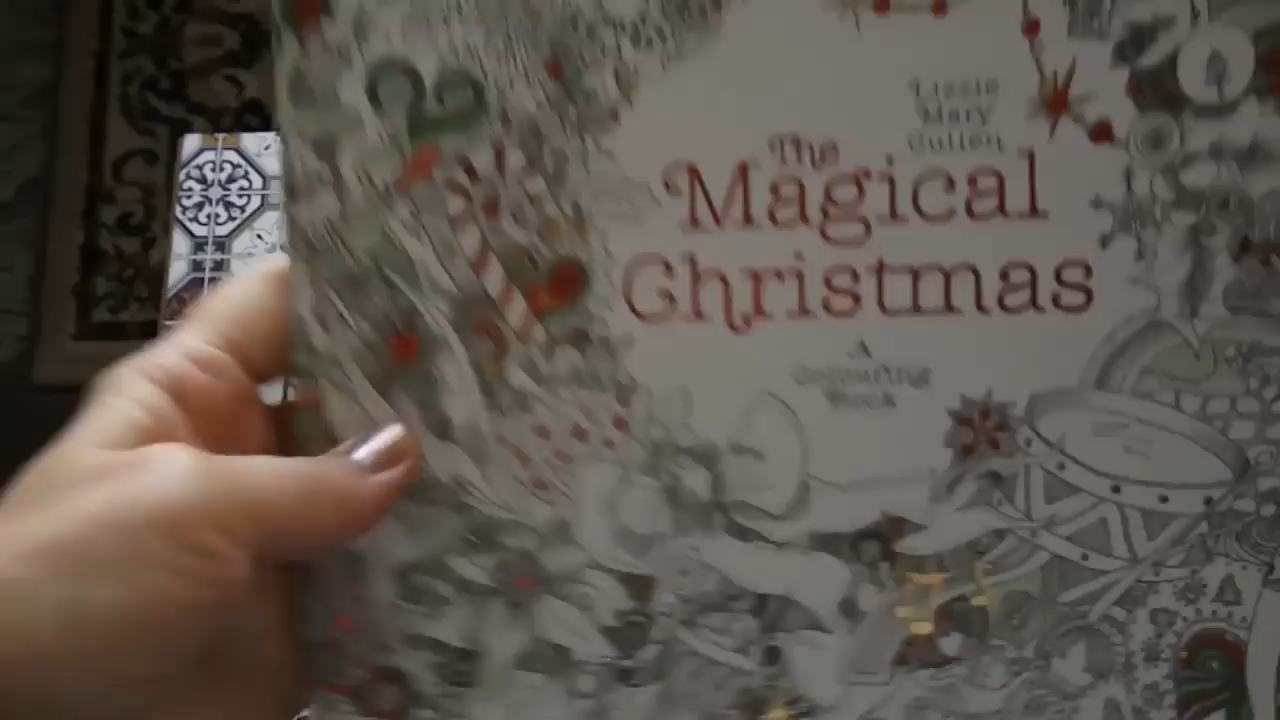 Lizzie
Mary
Cullen
The
Magical
Christmas
A
Colouring
Book